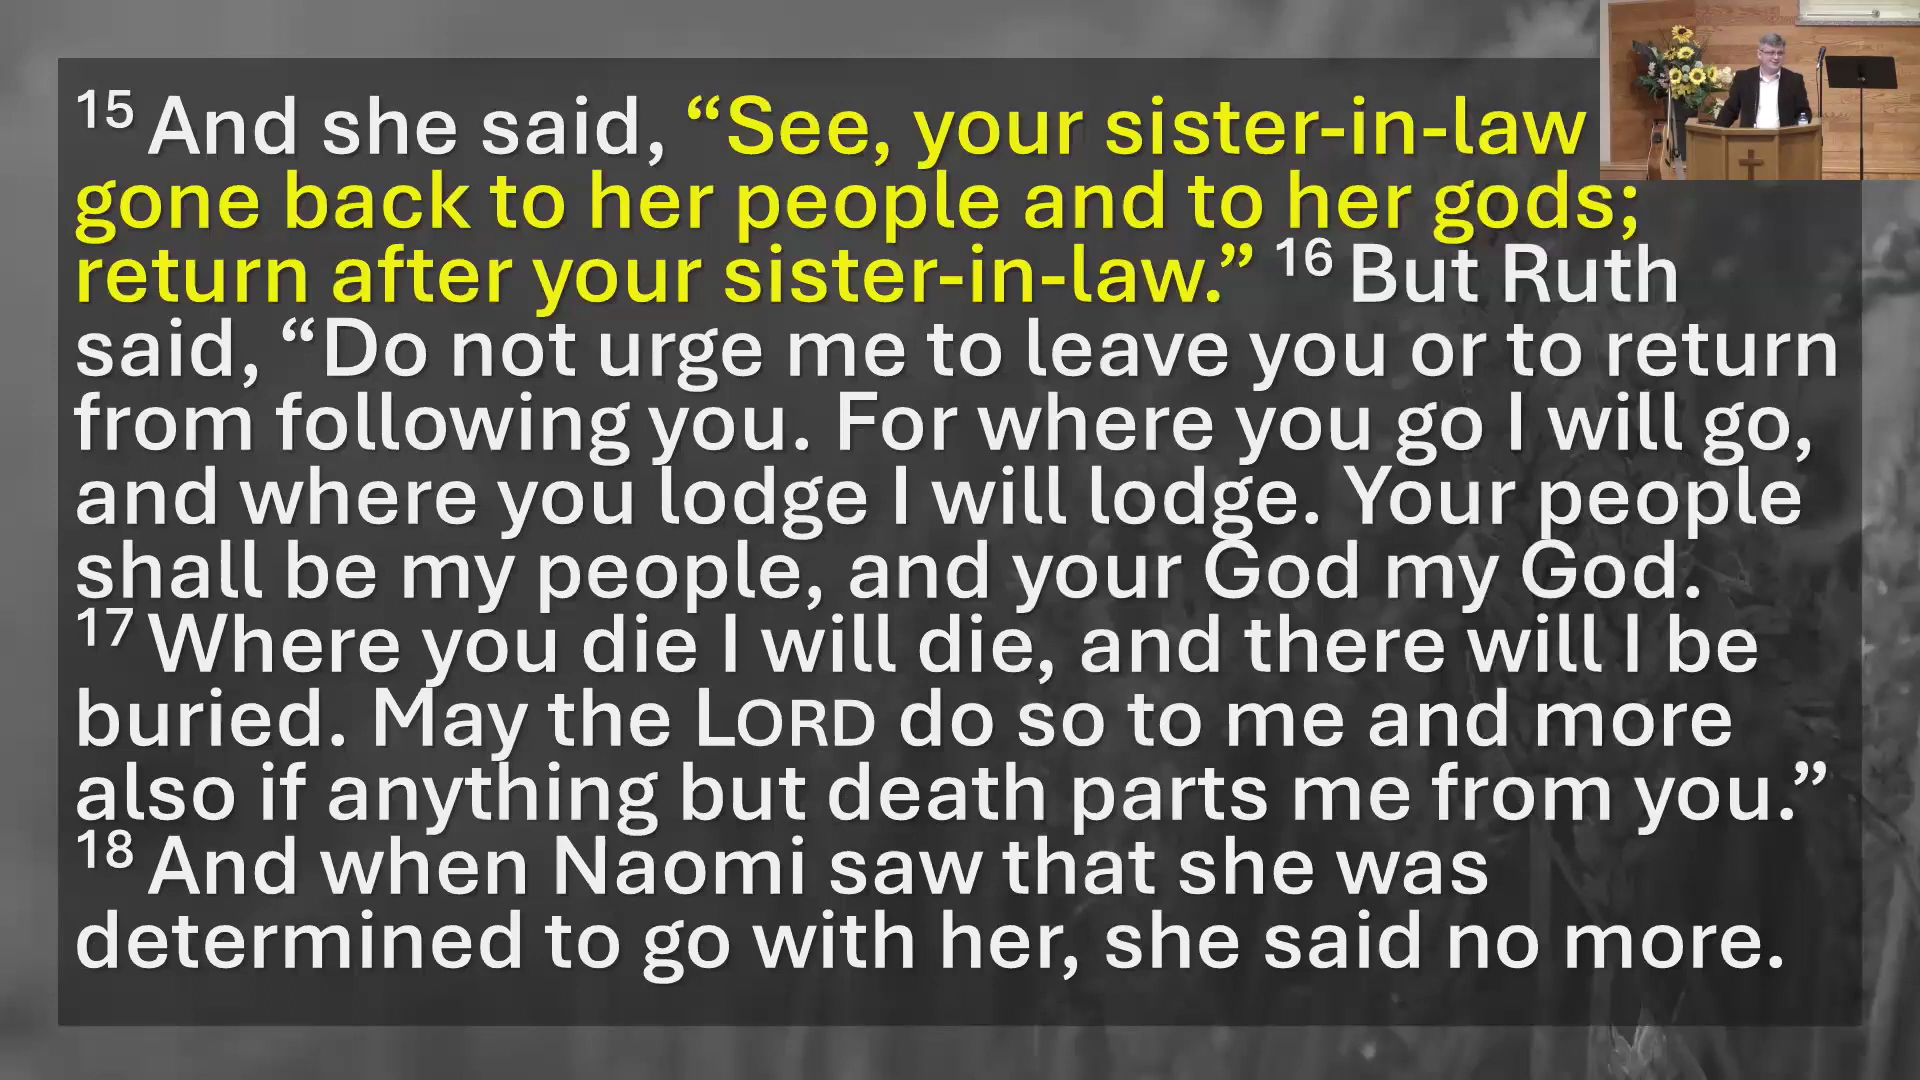 15 And she said, “See, your sister-in-law
gone back to her people and to her gods;
return after your sister-in-law.” 16 But Ruth
said, “Do not urge me to leave you or to return
from following you. For where you go I will go,
and where you lodge I will lodge. Your people
shall be my people, and your God my God.
17 Where you die I will die, and there will I be
buried. May the LORD do so to me and more
also if anything but death parts me from you.”
18 And when Naomi saw that she was
determined to go with her, she said no more.